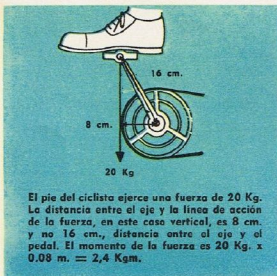 16 cm.
8 cm.
20 Kg
El pie del ciclista ejerce una fuerza de 20 Kg.
La distancia entre el eje y la línea de acción
de la fuerza, en este caso vertical, es 8 cm.
y no 16 cm., distancia entre el eje y el
pedal. El momento de la fuerza es 20 Kg. x
0.08 m. = 2,4 Kgm.